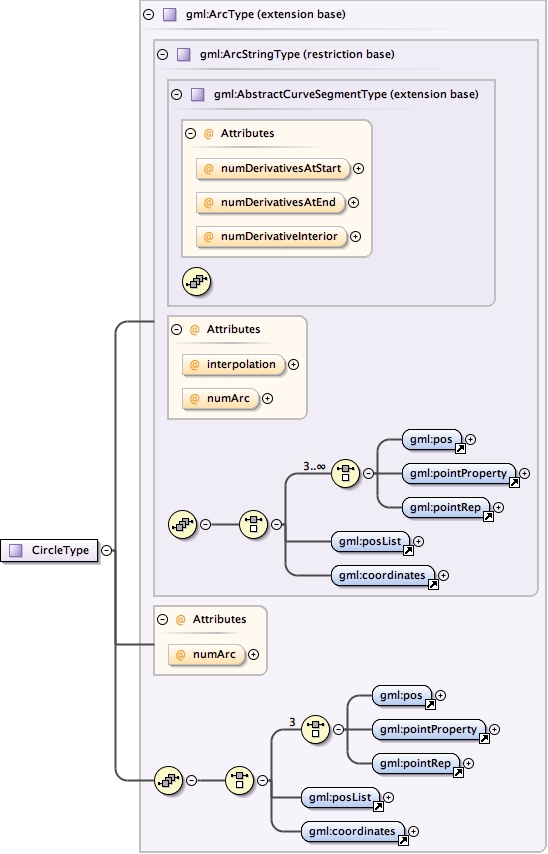 gml:ArcType (extension base)
gml:ArcStringType (restriction base)
gml:AbstractCurveSegmentType (extension base)
@ Attributes
@ numDerivativesAtStart
@ numDerivativesAtEnd
@ numDerivativeInterior
@ Attributes
@ interpolation
@ numArc
gml:pos
3..∞
gml:pointProperty
gml:pointRep
gml:posList
CircleType
gml:coordinates
@ Attributes
@ numArc
gml:pos
3
gml:pointProperty
gml:pointRep
gml:posList
gml:coordinates